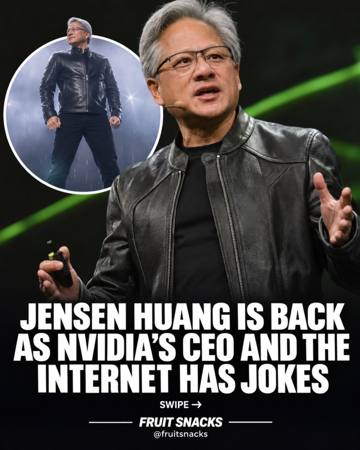 JENSEN HUANG IS BACK
AS NVIDIA'S CEO AND THE
INTERNET HAS JOKES
SWIPE →
FRUIT SNACKS
@fruitsnacks